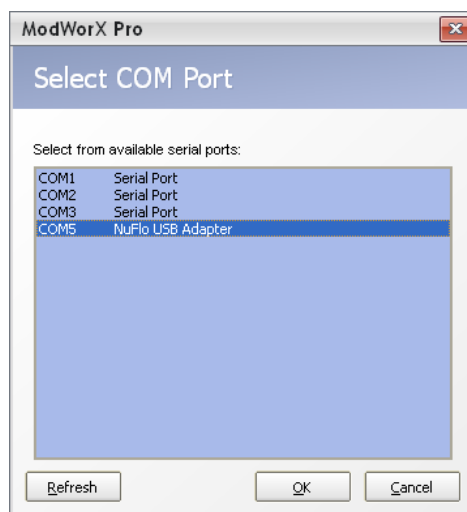 ModWorX Pro
Select COM Port
Select from available serial ports:
COM1 Serial Port
COM2 Serial Port
COM3 Serial Port
COM5 NuFlo USB Adapter
Refresh OK Cancel